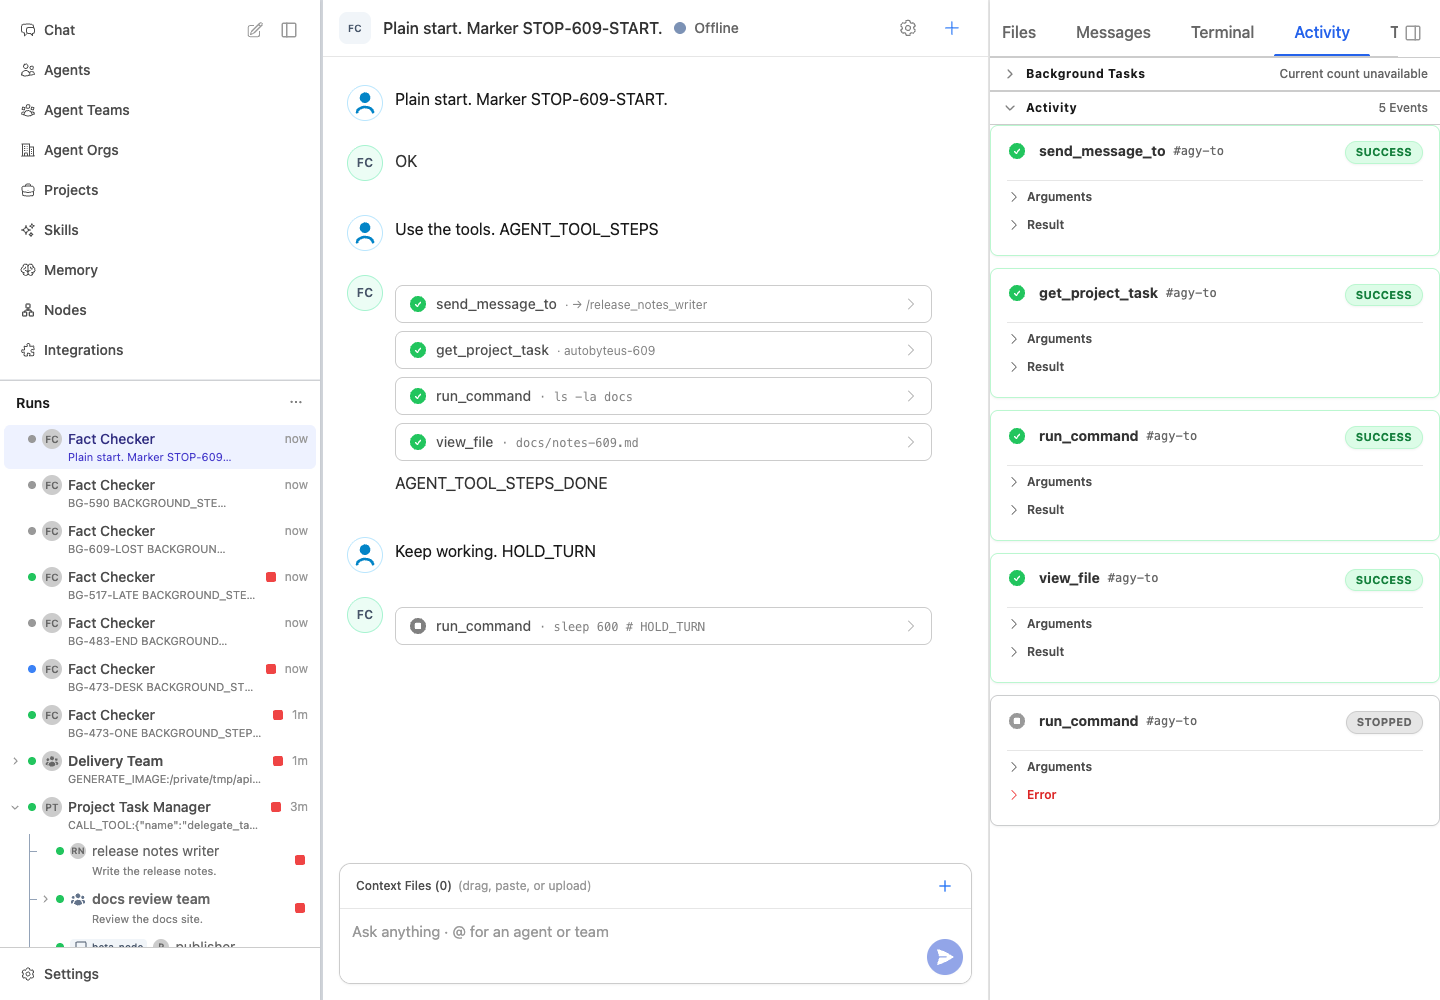 Chat
Agents
Agent Teams
Agent Orgs
Projects
Skills
Memory
Nodes
Integrations
Runs
FC Fact Checker now
Plain start. Marker STOP-609...
FC Fact Checker now
BG-590 BACKGROUND_STE...
FC Fact Checker now
BG-609-LOST BACKGROUN...
FC Fact Checker now
BG-517-LATE BACKGROUND_STE...
FC Fact Checker now
BG-483-END BACKGROUND...
FC Fact Checker now
BG-473-DESK BACKGROUND_ST...
FC Fact Checker 1m
BG-473-ONE BACKGROUND_STEP...
Delivery Team 1m
GENERATE_IMAGE:/private/tmp/api...
PT Project Task Manager 3m
CALL_TOOL:{"name":"delegate_ta...
RN release notes writer
Write the release notes.
docs review team
Review the docs site.
beta-node publisher
Settings
FC Plain start. Marker STOP-609-START. Offline
Plain start. Marker STOP-609-START.
FC OK
Use the tools. AGENT_TOOL_STEPS
FC
send_message_to · → /release_notes_writer
get_project_task · autobyteus-609
run_command · ls -la docs
view_file · docs/notes-609.md
AGENT_TOOL_STEPS_DONE
Keep working. HOLD_TURN
FC
run_command · sleep 600 # HOLD_TURN
Context Files (0) (drag, paste, or upload)
Ask anything · @ for an agent or team
Files Messages Terminal Activity T
Background Tasks Current count unavailable
Activity 5 Events
send_message_to #agy-to SUCCESS
Arguments
Result
get_project_task #agy-to SUCCESS
Arguments
Result
run_command #agy-to SUCCESS
Arguments
Result
view_file #agy-to SUCCESS
Arguments
Result
run_command #agy-to STOPPED
Arguments
Error